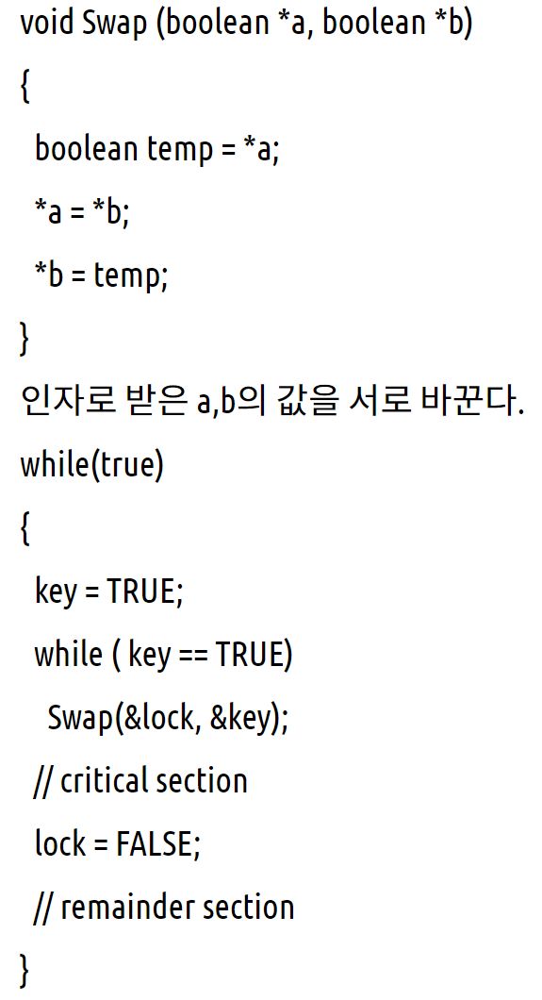 void Swap (boolean *a, boolean *b)
{
boolean temp = *a;
*a = *b;
*b = temp;
}
인자로 받은 a,b의 값을 서로 바꾼다.
while(true)
{
key = TRUE;
while ( key == TRUE)
Swap(&lock, &key);
// critical section
lock = FALSE;
// remainder section
}